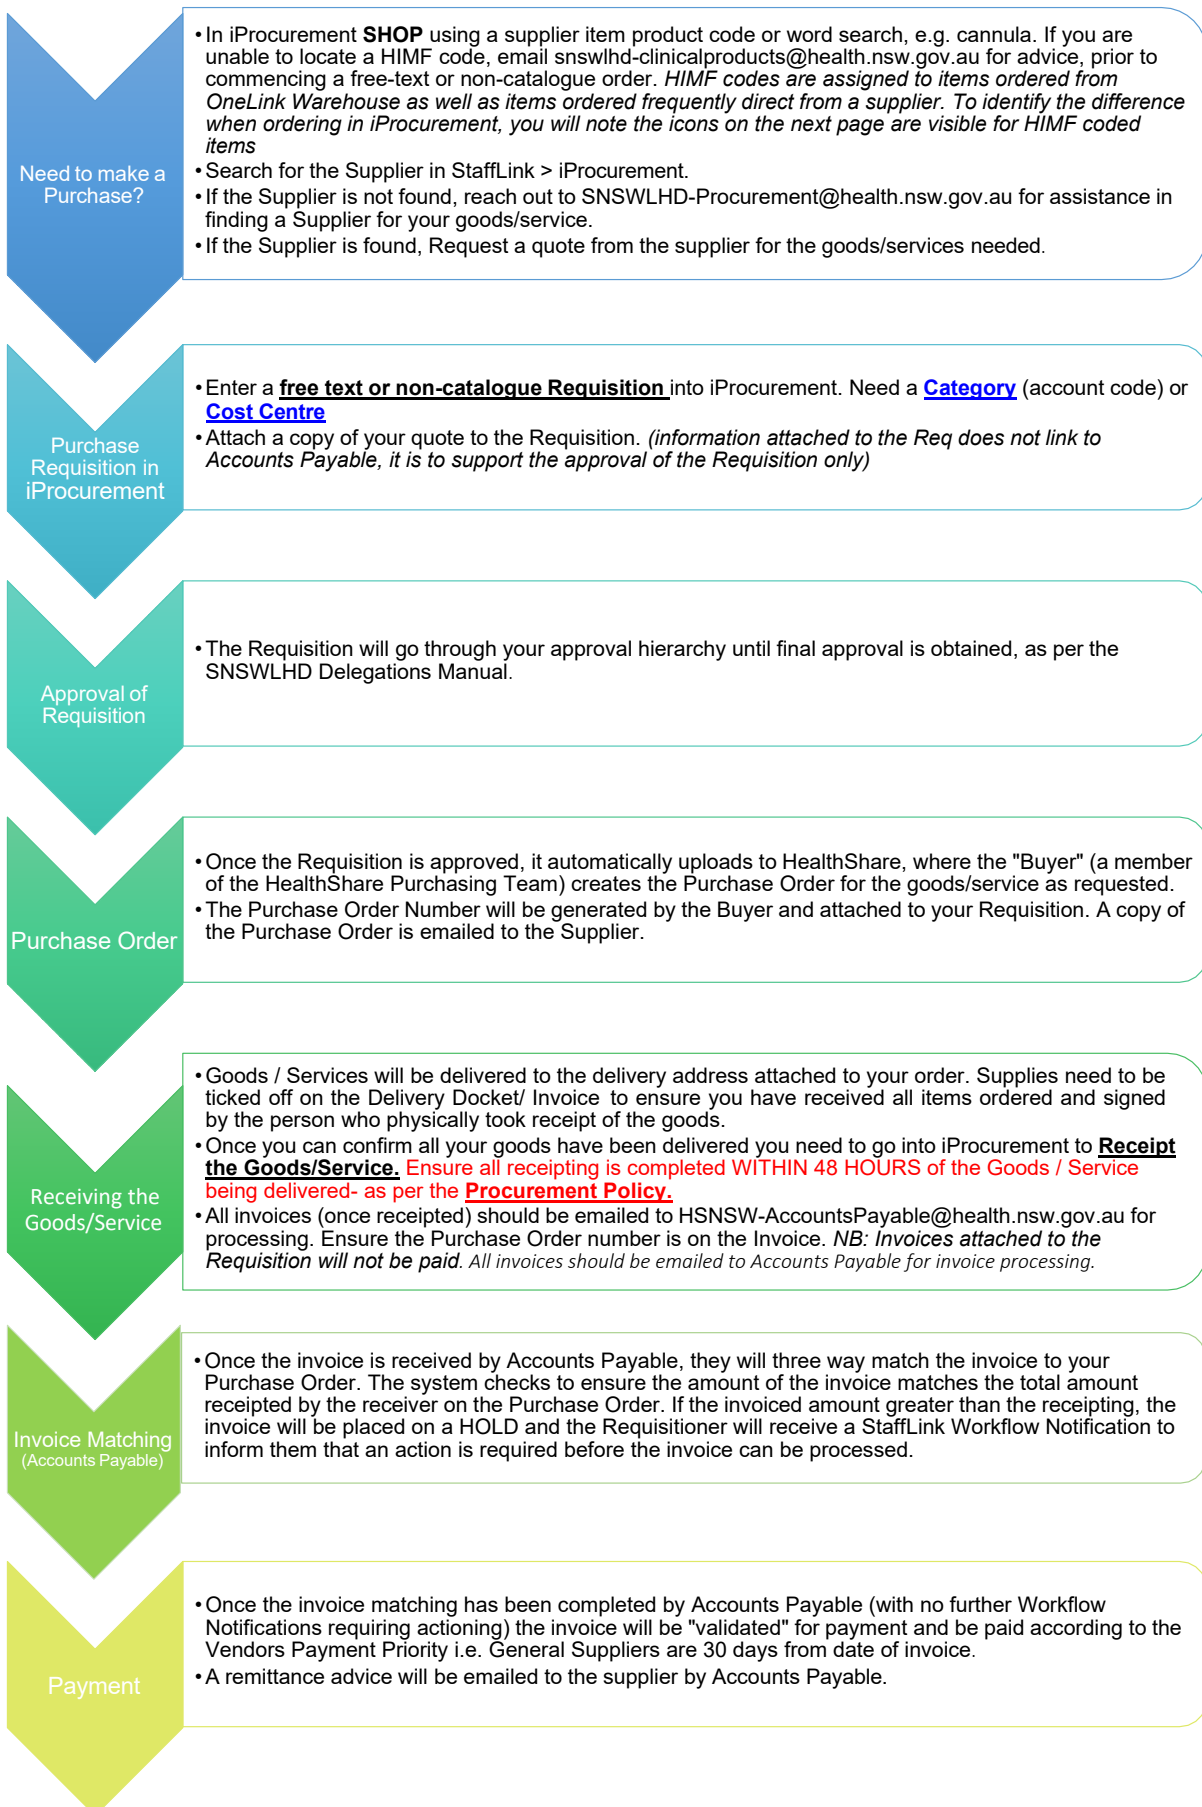 Need to make a
Purchase?
•In iProcurement SHOP using a supplier item product code or word search, e.g. cannula. If you are
unable to locate a HIMF code, email snswlhd-clinicalproducts@health.nsw.gov.au for advice, prior to
commencing a free-text or non-catalogue order. HIMF codes are assigned to items ordered from
OneLink Warehouse as well as items ordered frequently direct from a supplier. To identify the difference
when ordering in iProcurement, you will note the icons on the next page are visible for HIMF coded
items
•Search for the Supplier in StaffLink > iProcurement.
•If the Supplier is not found, reach out to SNSWLHD-Procurement@health.nsw.gov.au for assistance in
finding a Supplier for your goods/service.
•If the Supplier is found, Request a quote from the supplier for the goods/services needed.
Purchase
Requisition in
iProcurement
•Enter a free text or non-catalogue Requisition into iProcurement. Need a Category (account code) or
Cost Centre
•Attach a copy of your quote to the Requisition. (information attached to the Req does not link to
Accounts Payable, it is to support the approval of the Requisition only)
Approval of
Requisition
•The Requisition will go through your approval hierarchy until final approval is obtained, as per the
SNSWLHD Delegations Manual.
Purchase Order
•Once the Requisition is approved, it automatically uploads to HealthShare, where the "Buyer" (a member
of the HealthShare Purchasing Team) creates the Purchase Order for the goods/service as requested.
•The Purchase Order Number will be generated by the Buyer and attached to your Requisition. A copy of
the Purchase Order is emailed to the Supplier.
Receiving the
Goods/Service
•Goods / Services will be delivered to the delivery address attached to your order. Supplies need to be
ticked off on the Delivery Docket/ Invoice to ensure you have received all items ordered and signed
by the person who physically took receipt of the goods.
•Once you can confirm all your goods have been delivered you need to go into iProcurement to Receipt
the Goods/Service. Ensure all receipting is completed WITHIN 48 HOURS of the Goods / Service
being delivered- as per the Procurement Policy.
•All invoices (once receipted) should be emailed to HSNSW-AccountsPayable@health.nsw.gov.au for
processing. Ensure the Purchase Order number is on the Invoice. NB: Invoices attached to the
Requisition will not be paid. All invoices should be emailed to Accounts Payable for invoice processing.
Invoice Matching
(Accounts Payable)
•Once the invoice is received by Accounts Payable, they will three way match the invoice to your
Purchase Order. The system checks to ensure the amount of the invoice matches the total amount
receipted by the receiver on the Purchase Order. If the invoiced amount greater than the receipting, the
invoice will be placed on a HOLD and the Requisitioner will receive a StaffLink Workflow Notification to
inform them that an action is required before the invoice can be processed.
Payment
•Once the invoice matching has been completed by Accounts Payable (with no further Workflow
Notifications requiring actioning) the invoice will be "validated" for payment and be paid according to the
Vendors Payment Priority i.e. General Suppliers are 30 days from date of invoice.
•A remittance advice will be emailed to the supplier by Accounts Payable.